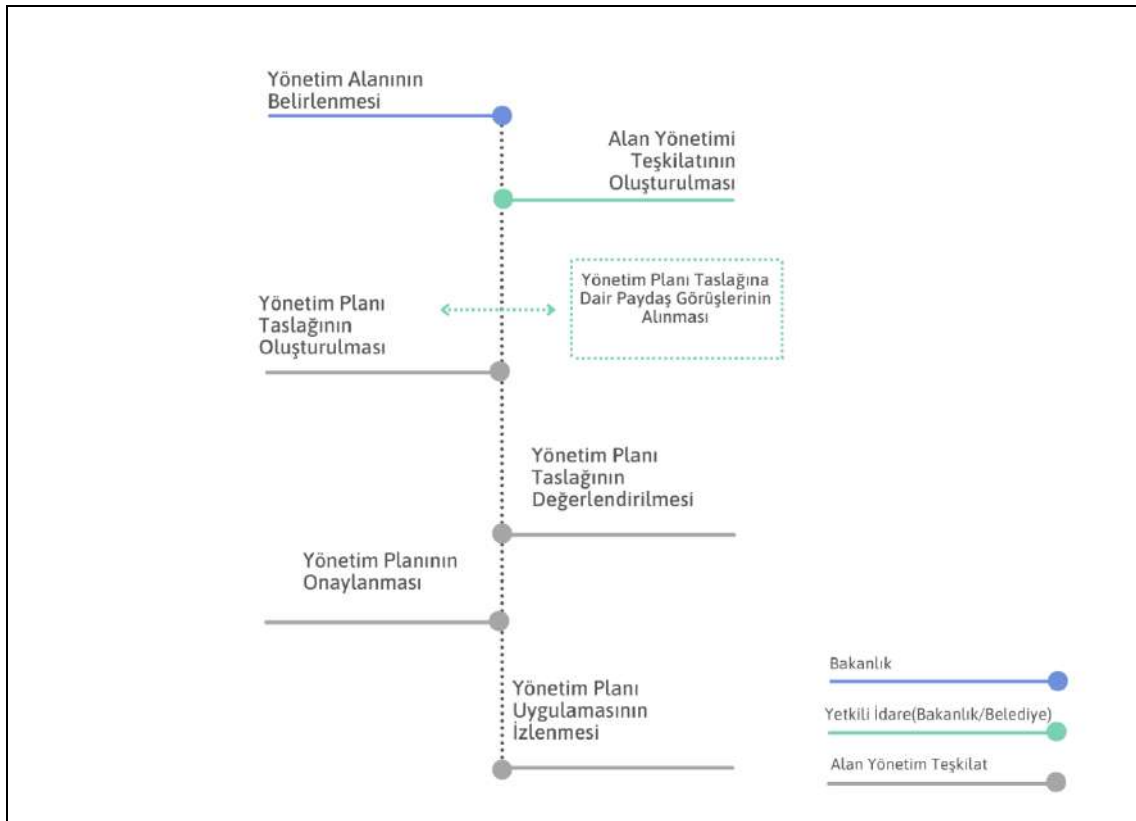 Yönetim Alanının
Belirlenmesi
Alan Yönetimi
Teşkilatının
Oluşturulması
Yönetim Planı Taslağına
Dair Paydaş Görüşlerinin
Alınması
Yönetim Planı
Taslağının
Oluşturulması
Yönetim Planı
Taslağının
Değerlendirilmesi
Yönetim Planının
Onaylanması
Yönetim Planı
Uygulamasının
İzlenmesi
Bakanlık
Yetkili İdare(Bakanlık/Belediye)
Alan Yönetim Teşkilat